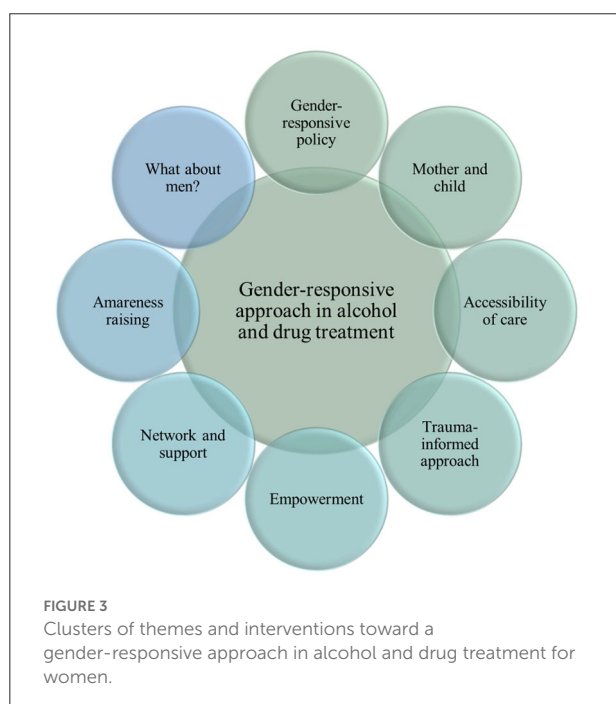 Gender-
responsive
policy
What about
men?
Mother and
child
Gender-responsive
approach in alcohol
and drug treatment
Amareness
raising
Accessibility
of care
Network and
support
Trauma-
informed
approach
Empowerment
FIGURE 3
Clusters of themes and interventions toward a
gender-responsive approach in alcohol and drug treatment for
women.